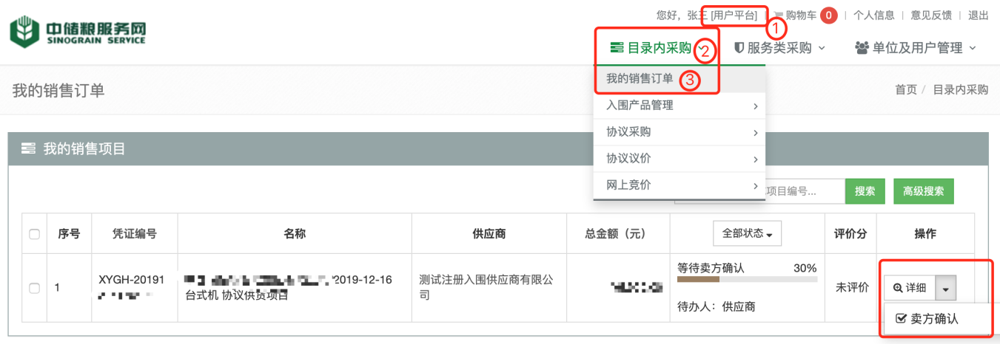 您好，张三 [用户平台] | 购物车 0 | 个人信息 | 意见反馈 | 退出
①
中储粮服务网
SINOGRAIN SERVICE
目录内采购 ② 服务类采购 单位及用户管理
我的销售订单 ③
入围产品管理
协议采购
协议议价
网上竞价
我的销售订单
首页 / 目录内采购
我的销售项目
项目编号... 搜索 高级搜索
序号 凭证编号 名称 供应商 总金额（元） 全部状态 评价分 操作
1 XYGH-20191 2019-12-16
台式机 协议供货项目
测试注册入围供应商有限公
司
等待卖方确认 30%
待办人：供应商
未评价
详细
卖方确认